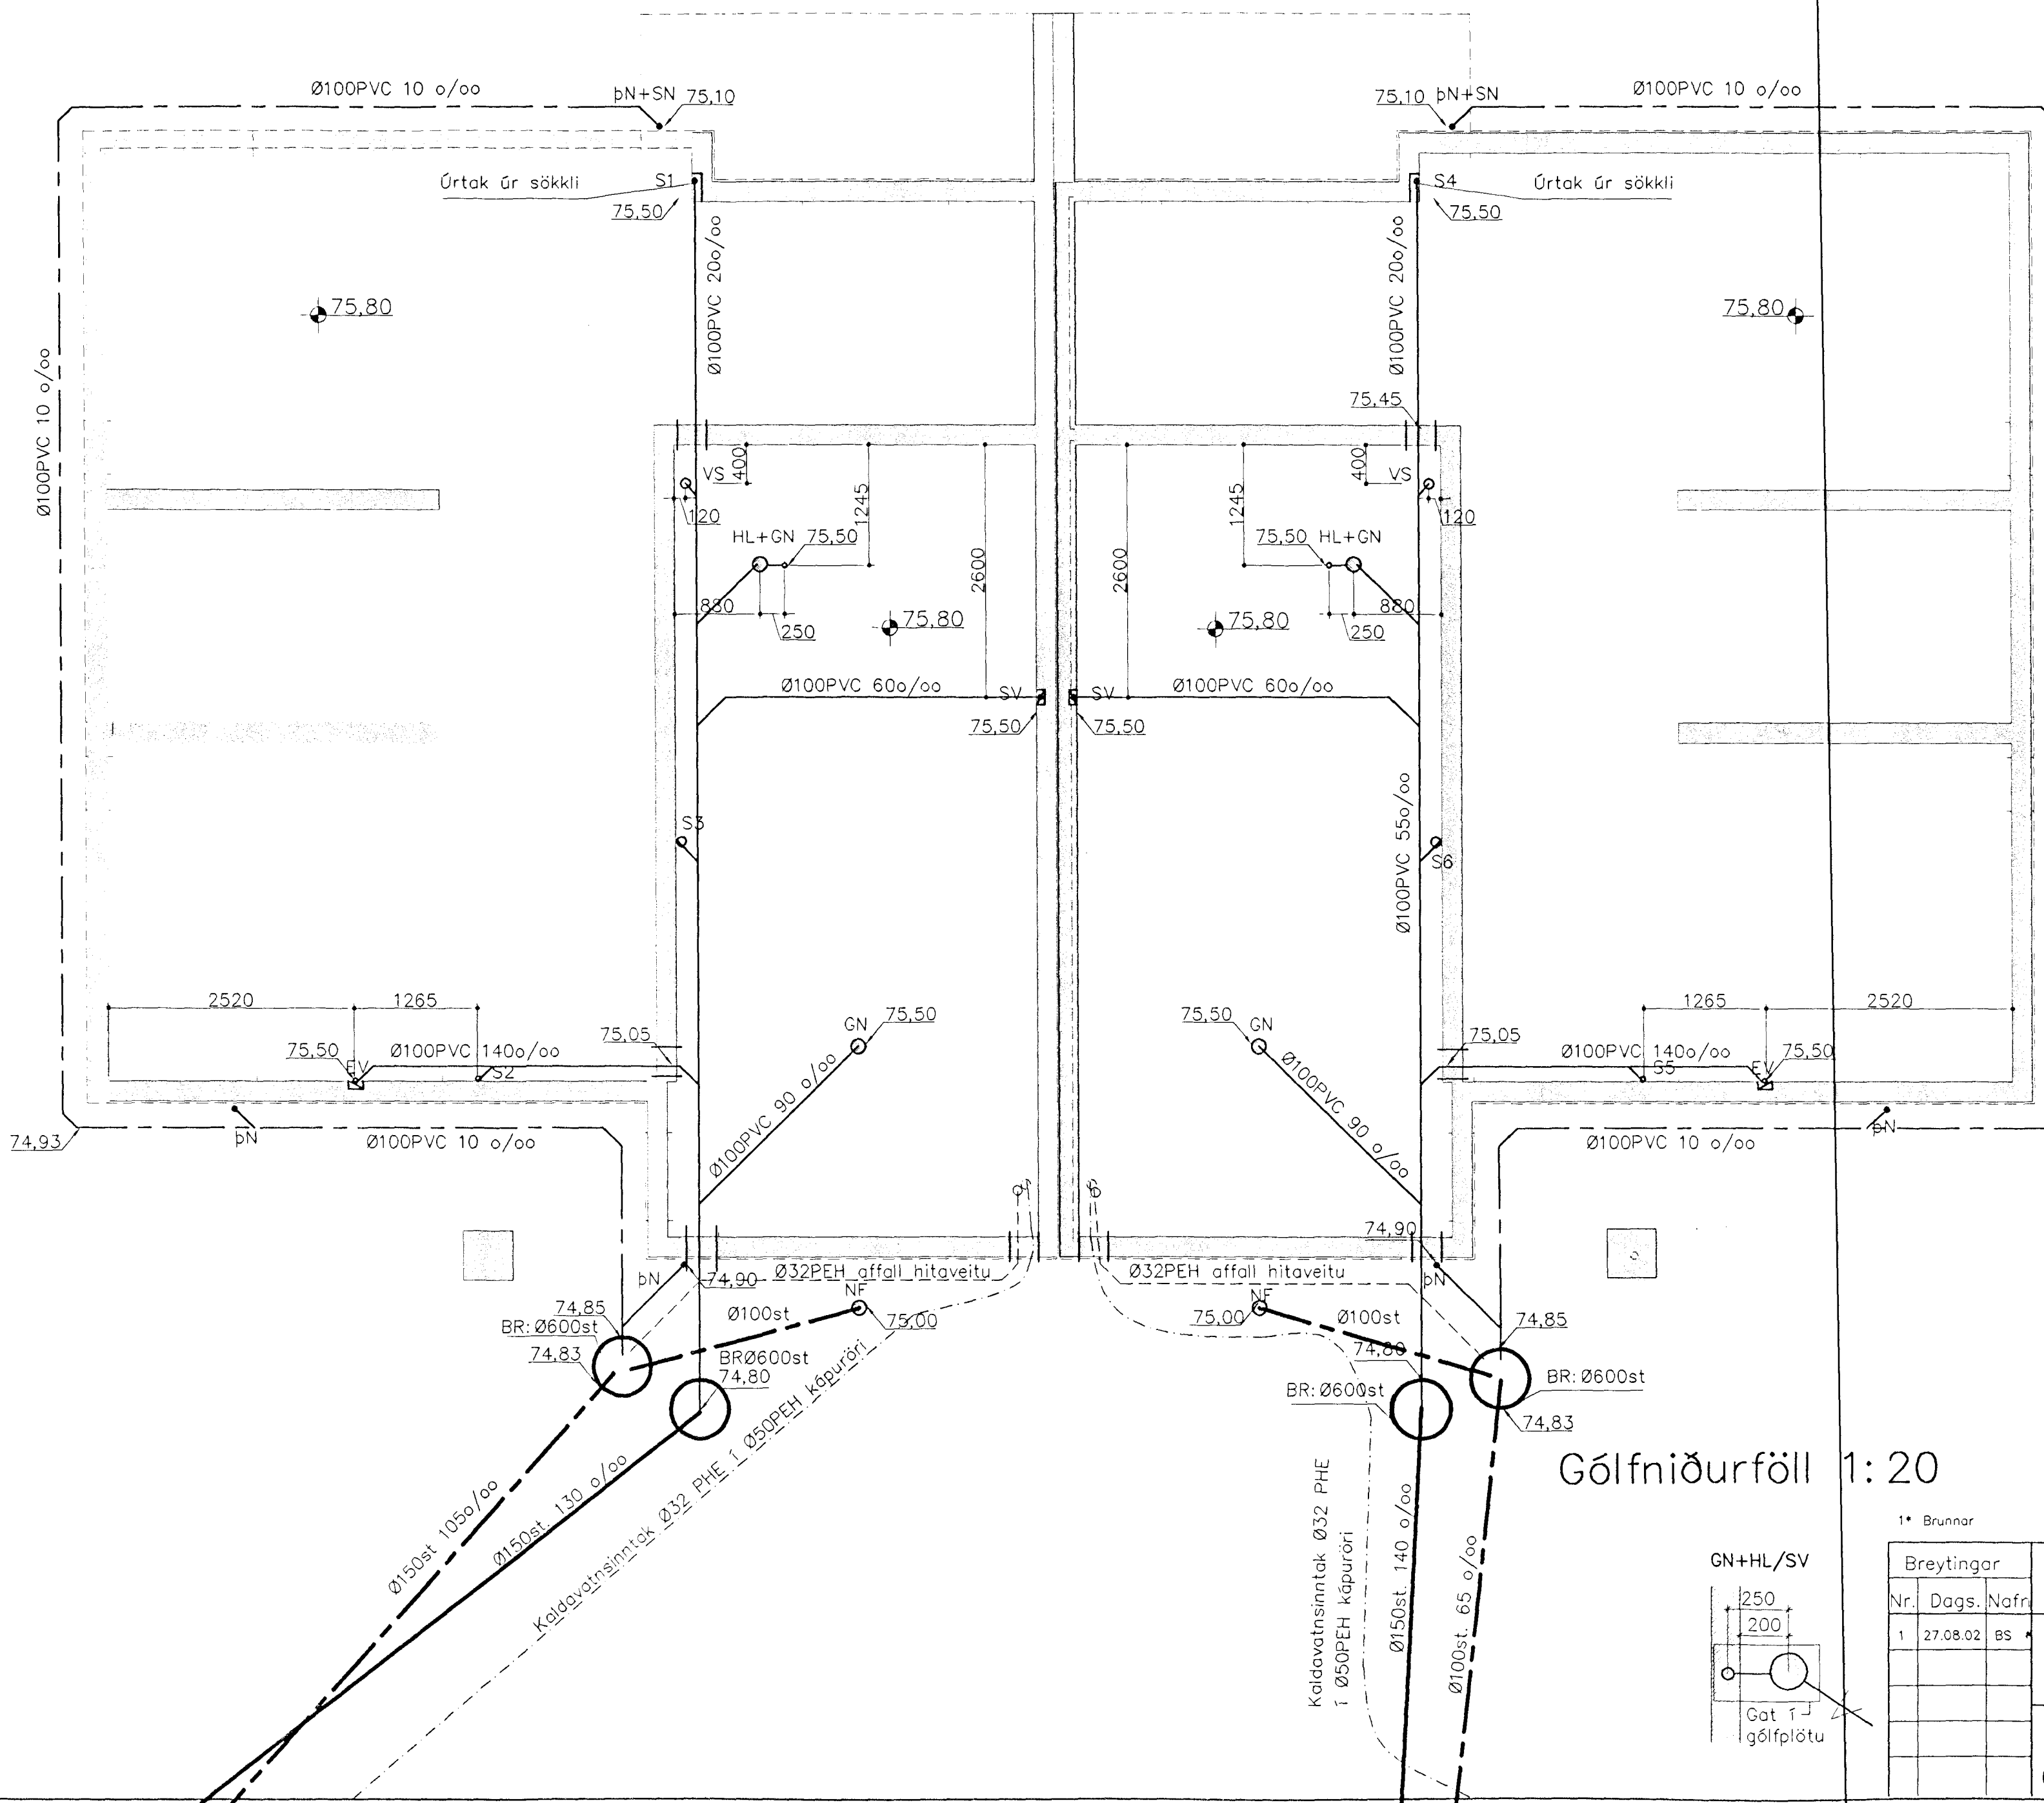 Ø100PVC 10 o/oo
þN+SN 75,10
75,10 þN+SN
Ø100PVC 10 o/oo
Úrtak úr sökkli
S1
75,50
S4
75,50
Úrtak úr sökkli
Ø100PVC 20o/oo
Ø100PVC 20o/oo
75,80
75,80
Ø100PVC 10 o/oo
75,45
VS
400
400
VS
120
120
1245
1245
HL+GN 75,50
75,50 HL+GN
2600
2600
880
250
880
250
75,80
75,80
Ø100PVC 60o/oo
SV
SV
Ø100PVC 60o/oo
75,50
75,50
S3
Ø100PVC 55o/oo
S6
2520
1265
1265
2520
GN
75,50
75,50
GN
75,05
75,05
75,50
EV
Ø100PVC 140o/oo
S2
Ø100PVC 140o/oo
S5
EV
75,50
Ø100PVC 90 o/oo
Ø100PVC 90 o/oo
74,93
þN
Ø100PVC 10 o/oo
Ø100PVC 10 o/oo
þN
74,90
þN
74,90
Ø32PEH affall hitaveitu
Ø32PEH affall hitaveitu
þN
NF
75,00
Ø100st
NF
75,00
Ø100st
74,85
BR: Ø600st
74,83
BRØ600st
74,80
74,80
BR: Ø600st
74,85
BR: Ø600st
74,83
Ø150st 105o/oo
Ø150st. 130 o/oo
Kaldavatnsinntak Ø32 PHE í Ø50PEH kápuröri
Kaldavatnsinntak Ø32 PHE
í Ø50PEH kápuröri
Ø150st. 140 o/oo
Ø100st. 65 o/oo
Gólfniðurföll 1:20
1* Brunnar
GN+HL/SV
250
200
Gat í
gólfplötu
Breytingar
Nr. Dags. Nafn
1 27.08.02 BS